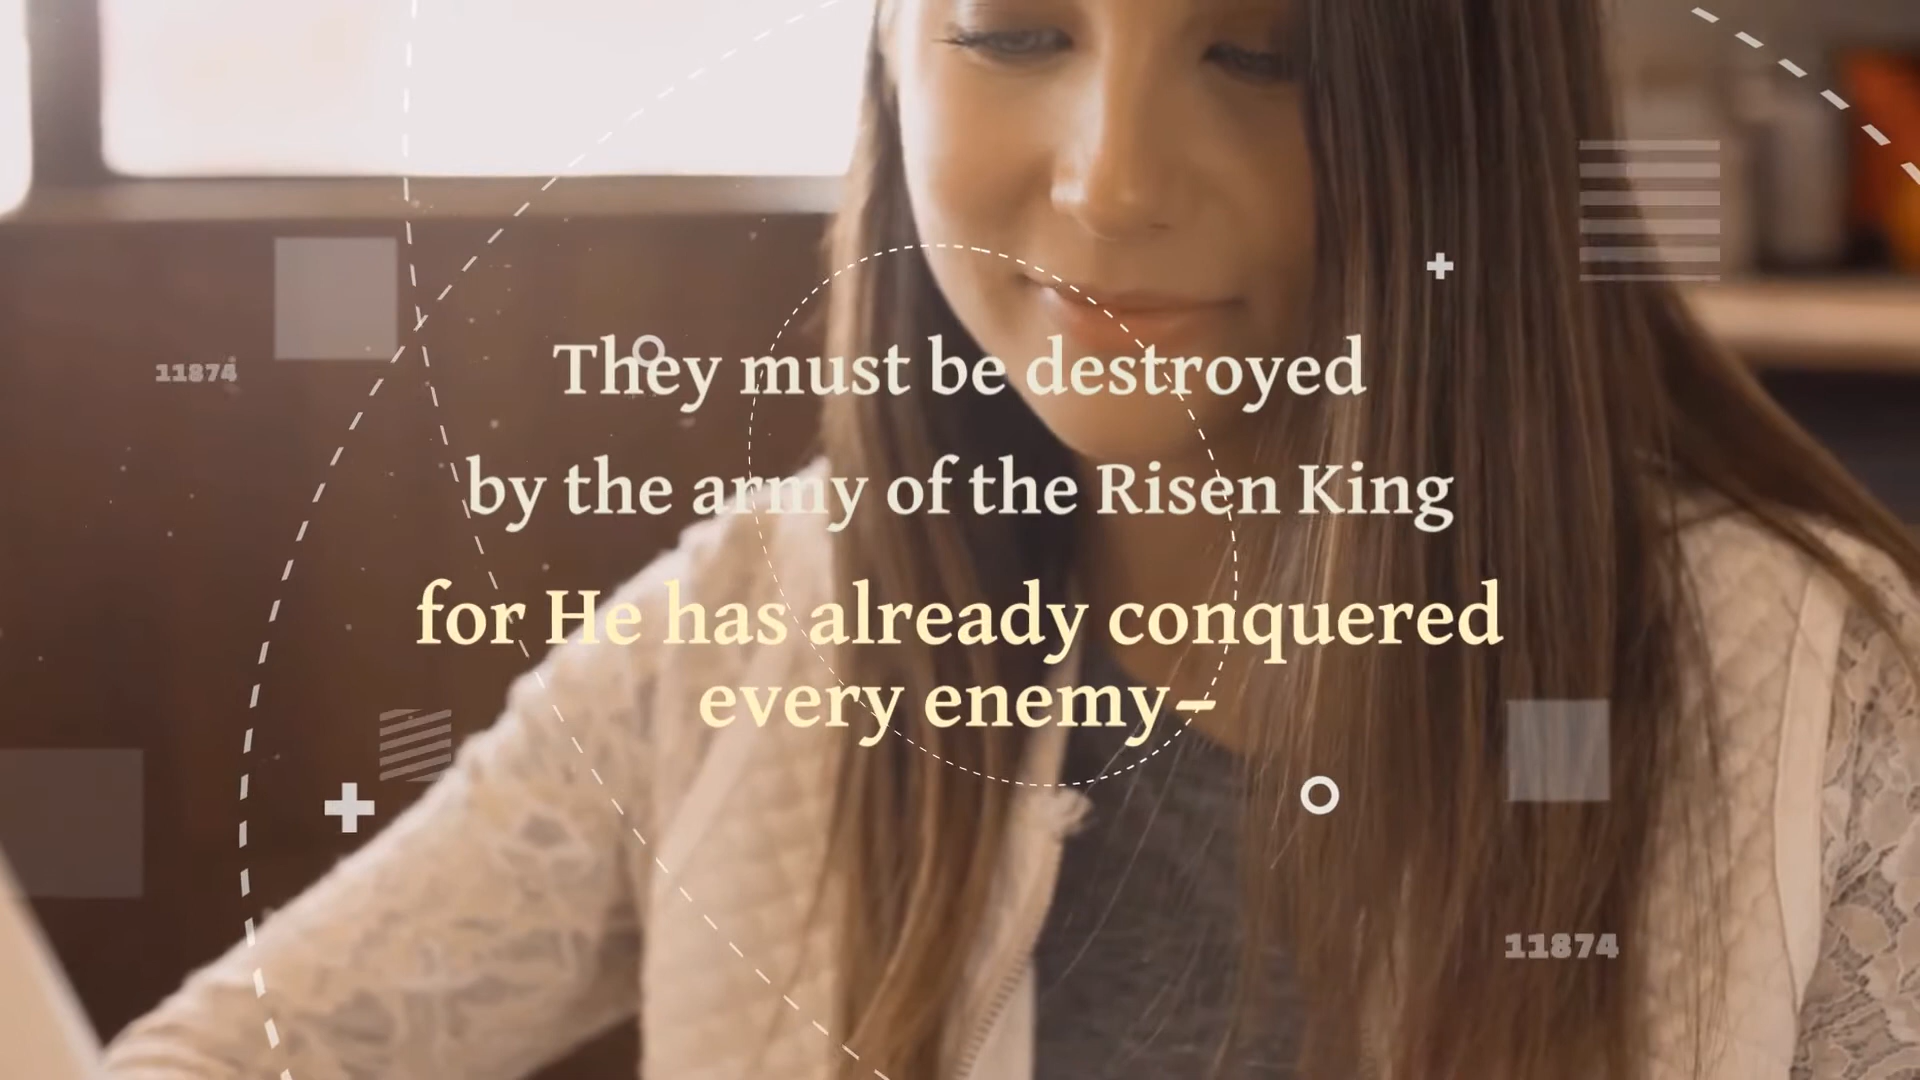 11874
They must be destroyed
by the army of the Risen King
for He has already conquered
every enemy–
11874